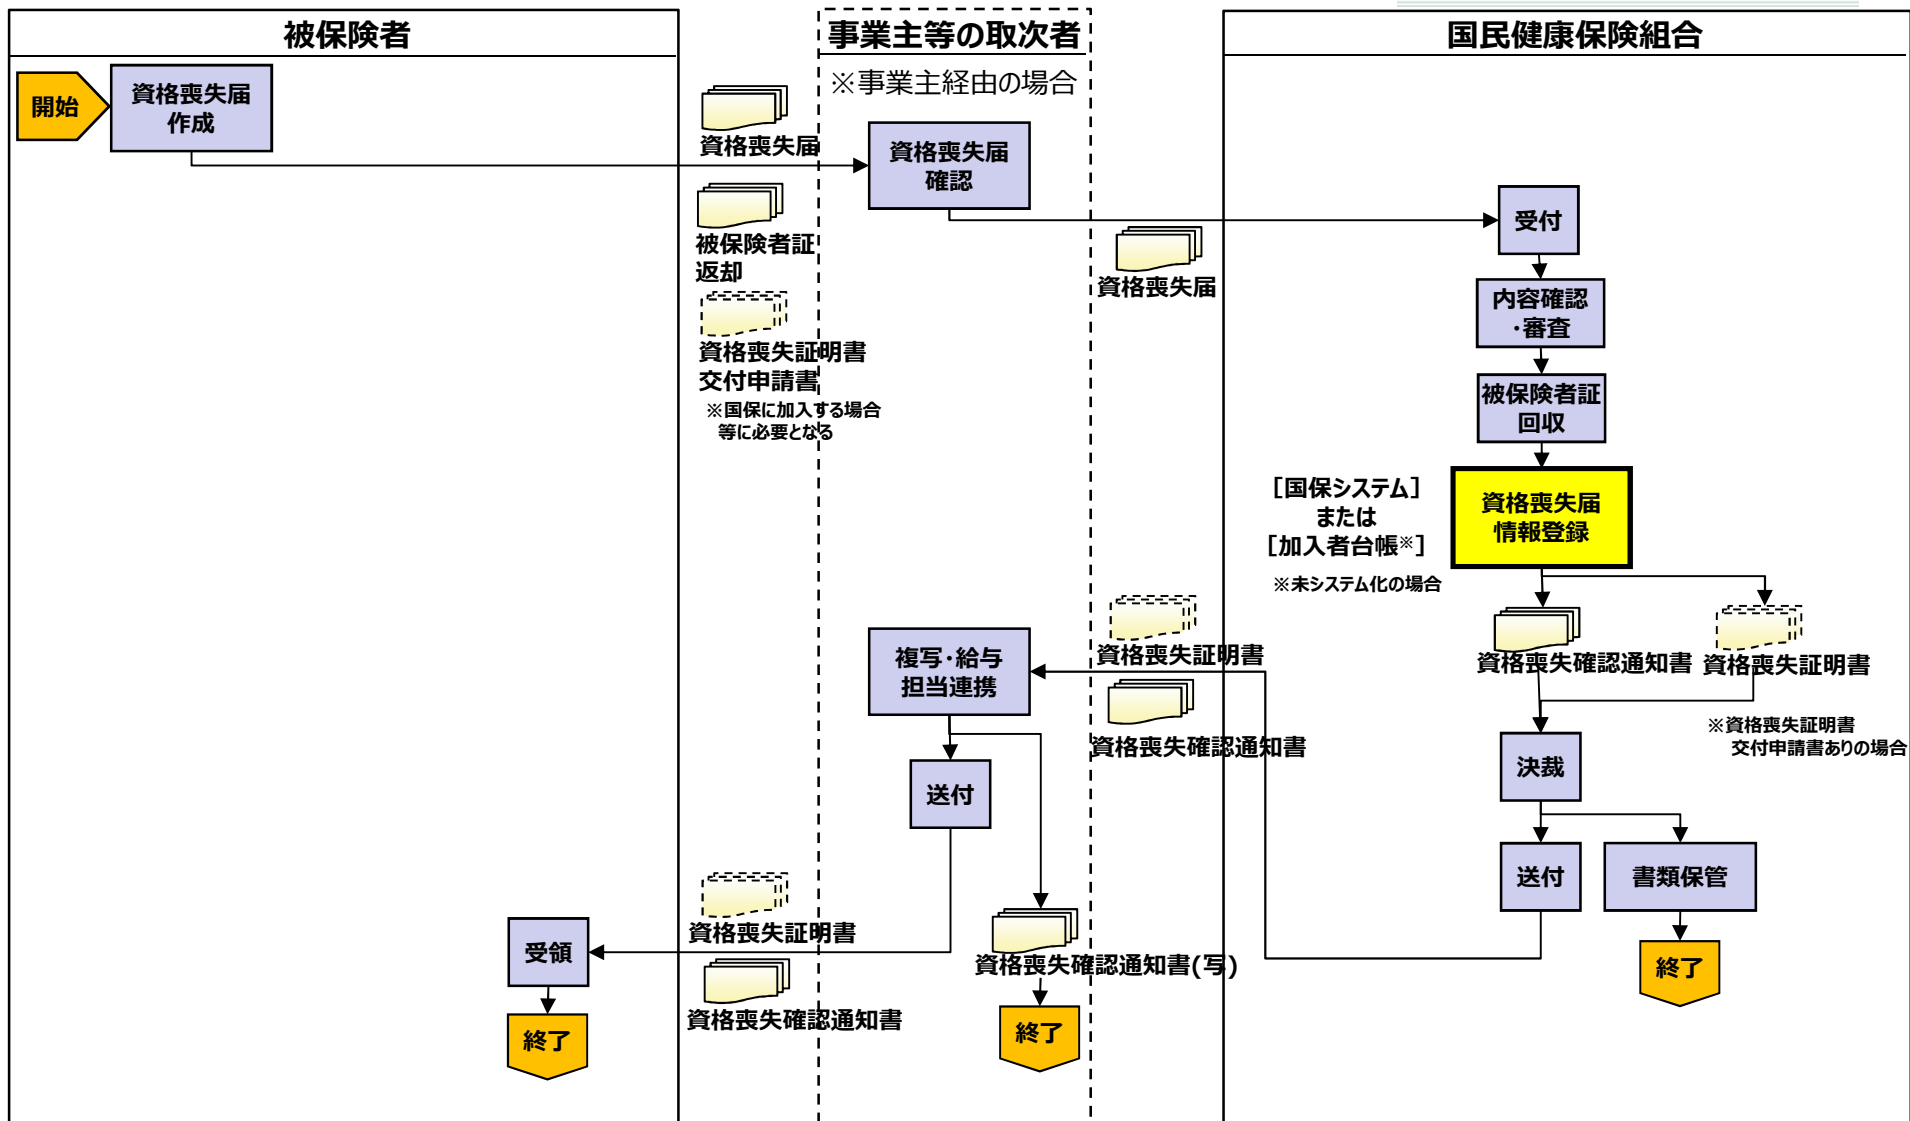 被保険者
事業主等の取次者
国民健康保険組合
※事業主経由の場合
開始
資格喪失届
作成
資格喪失届
資格喪失届
確認
被保険者証
返却
資格喪失証明書
交付申請書
※国保に加入する場合
等に必要となる
資格喪失届
受付
内容確認
・審査
被保険者証
回収
[国保システム]
または
[加入者台帳※]
※未システム化の場合
資格喪失届
情報登録
資格喪失確認通知書
資格喪失証明書
※資格喪失証明書
交付申請書ありの場合
決裁
送付
書類保管
終了
資格喪失証明書
資格喪失確認通知書
複写・給与
担当連携
送付
資格喪失確認通知書(写)
終了
資格喪失証明書
資格喪失確認通知書
受領
終了